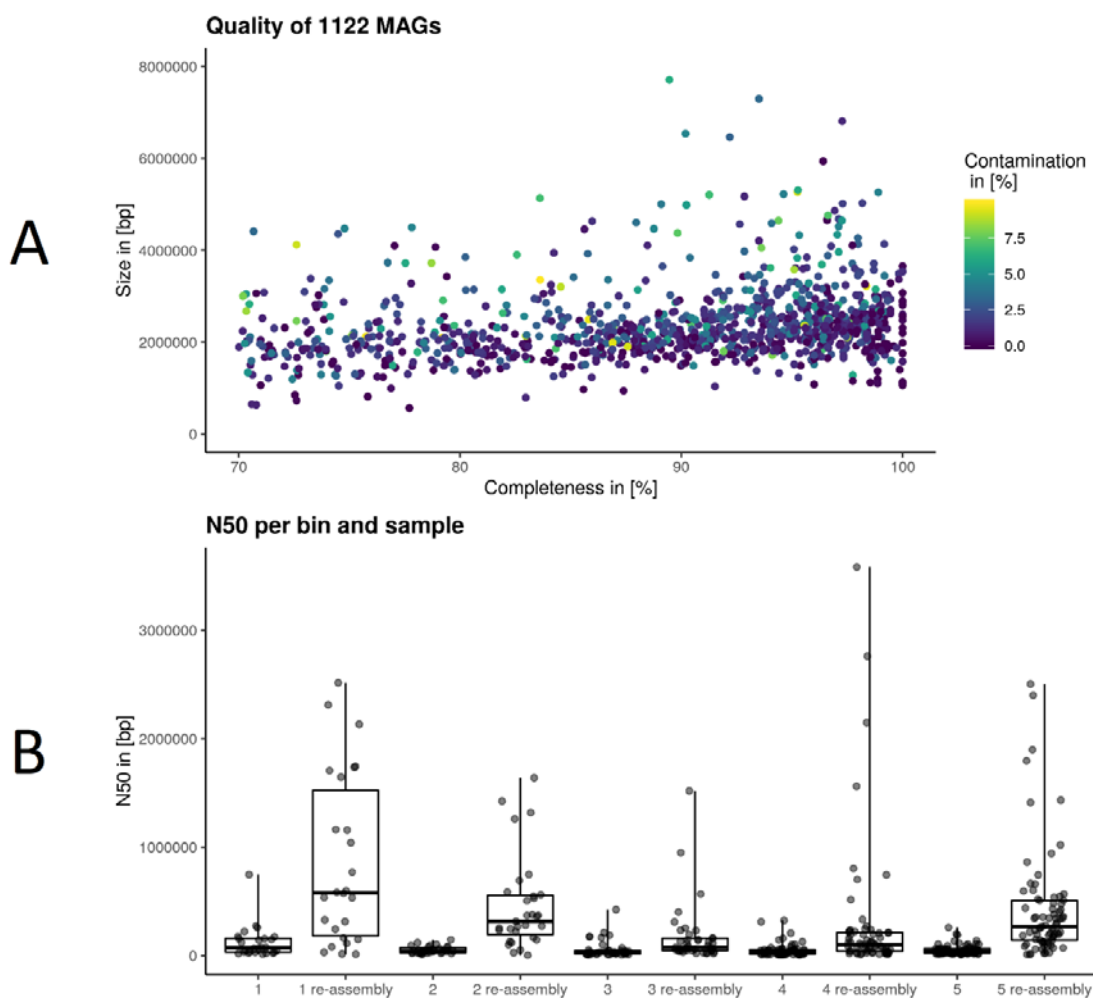 Quality of 1122 MAGs
A
Size in [bp]
8000000
6000000
4000000
2000000
0
70 80 90 100
Completeness in [%]
Contamination
in [%]
7.5
5.0
2.5
0.0
N50 per bin and sample
B
N50 in [bp]
3000000
2000000
1000000
0
1 1 re-assembly 2 2 re-assembly 3 3 re-assembly 4 4 re-assembly 5 5 re-assembly